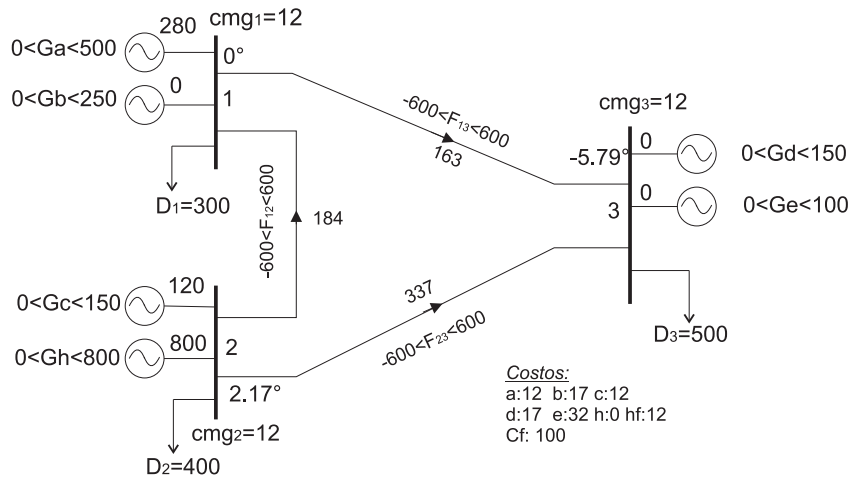 cmg1=12
280
0<Ga<500
0°
0
0<Gb<250
1
D1=300
-600<F13<600
163
cmg3=12
0
-5.79°
0<Gd<150
0
3
0<Ge<100
D3=500
-600<F12<600
184
120
0<Gc<150
800
2
0<Gh<800
2.17°
cmg2=12
D2=400
337
-600<F23<600
Costos:
a:12 b:17 c:12
d:17 e:32 h:0 hf:12
Cf: 100